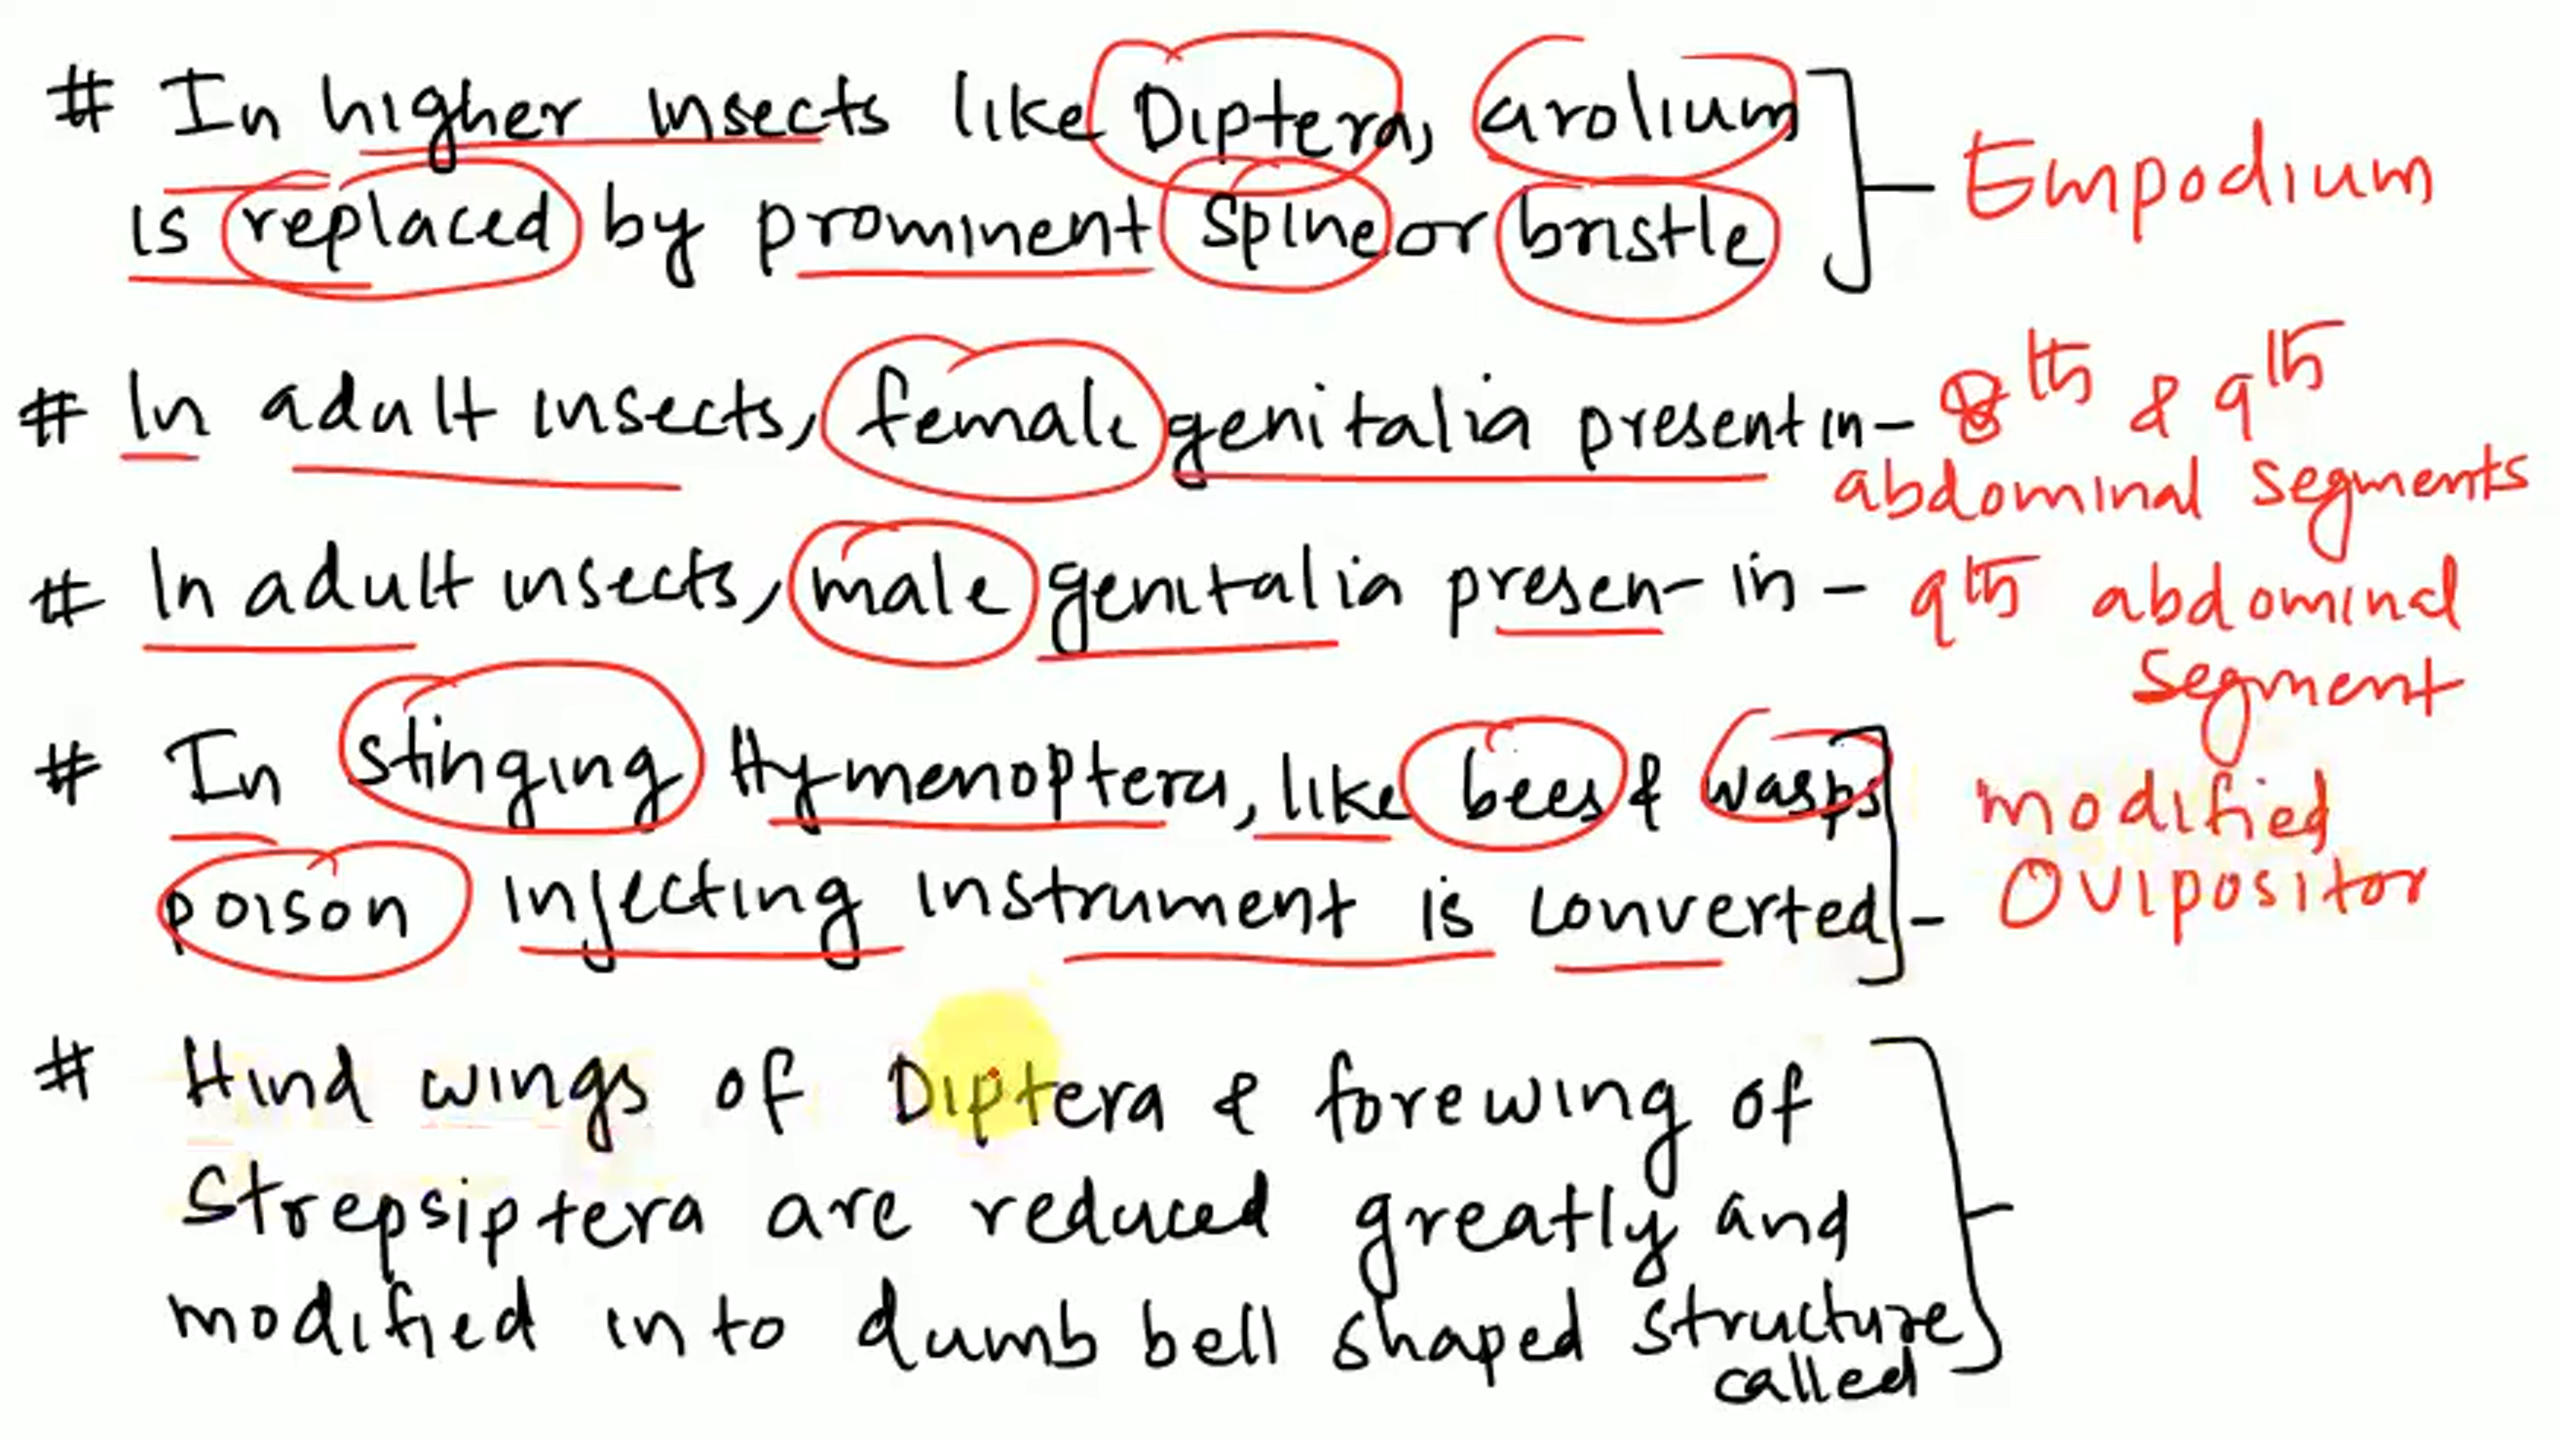 # In higher insects like Diptera, arolium
is replaced by prominent spine or bristle
Empodium
# In adult insects, female genitalia present in - 8th & 9th
abdominal segments
# In adult insects, male genitalia presen- in - 9th abdominal
segment
# In stinging Hymenoptera, like bees & wasps
poison injecting instrument is converted -
modified
Ovipositor
# Hind wings of Diptera & forewing of
Strepsiptera are reduced greatly and
modified in to dumb bell shaped structure
called